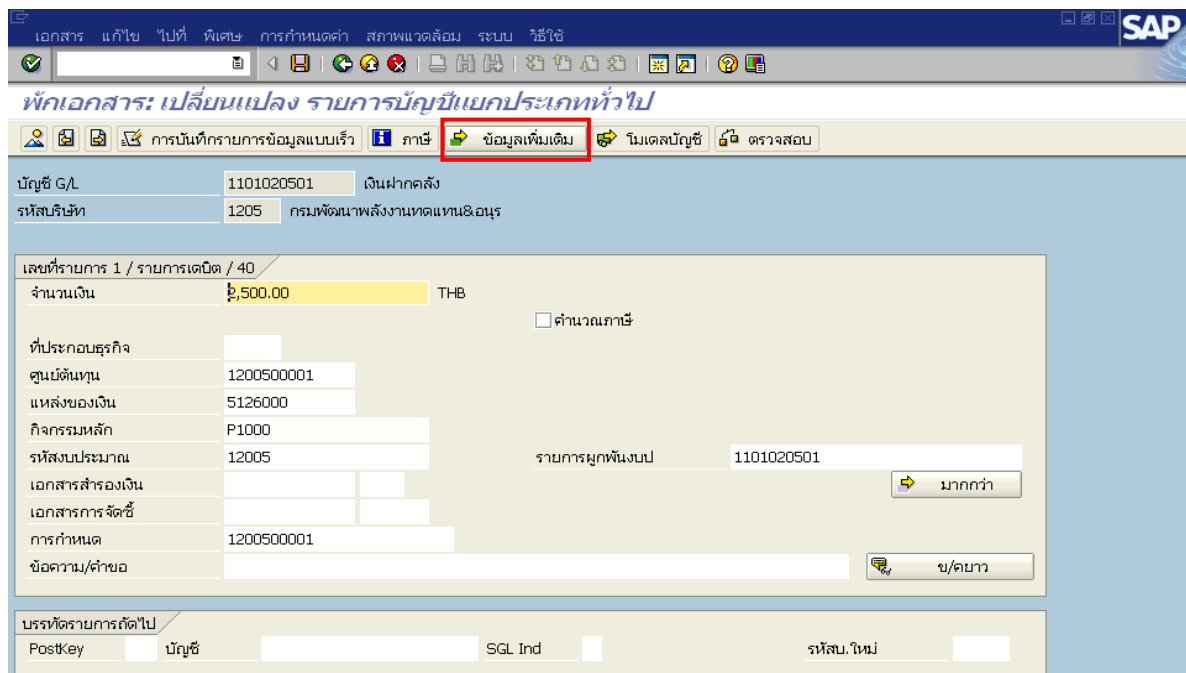 เอกสาร แก้ไข ไปที่ พิเศษ การกำหนดค่า สภาพแวดล้อม ระบบ วิธีใช้
SAP
พักเอกสาร: เปลี่ยนแปลง รายการบัญชีแยกประเภททั่วไป
การบันทึกรายการข้อมูลแบบเร็ว ภาษี ข้อมูลเพิ่มเติม โมเดลบัญชี ตรวจสอบ
บัญชี G/L 1101020501 เงินฝากคลัง
รหัสบริษัท 1205 กรมพัฒนาพลังงานทดแทน&อนุร
เลขที่รายการ 1 / รายการเดบิต / 40
จำนวนเงิน 2,500.00 THB
คำนวณภาษี
ที่ประกอบธุรกิจ
ศูนย์ต้นทุน 1200500001
แหล่งของเงิน 5126000
กิจกรรมหลัก P1000
รหัสงบประมาณ 12005 รายการผูกพันงบป 1101020501
เอกสารสำรองเงิน มากกว่า
เอกสารการจัดซื้
การกำหนด 1200500001
ข้อความ/คำขอ ข/คยาว
บรรทัดรายการถัดไป
PostKey บัญชี SGL Ind รหัสบ.ใหม่